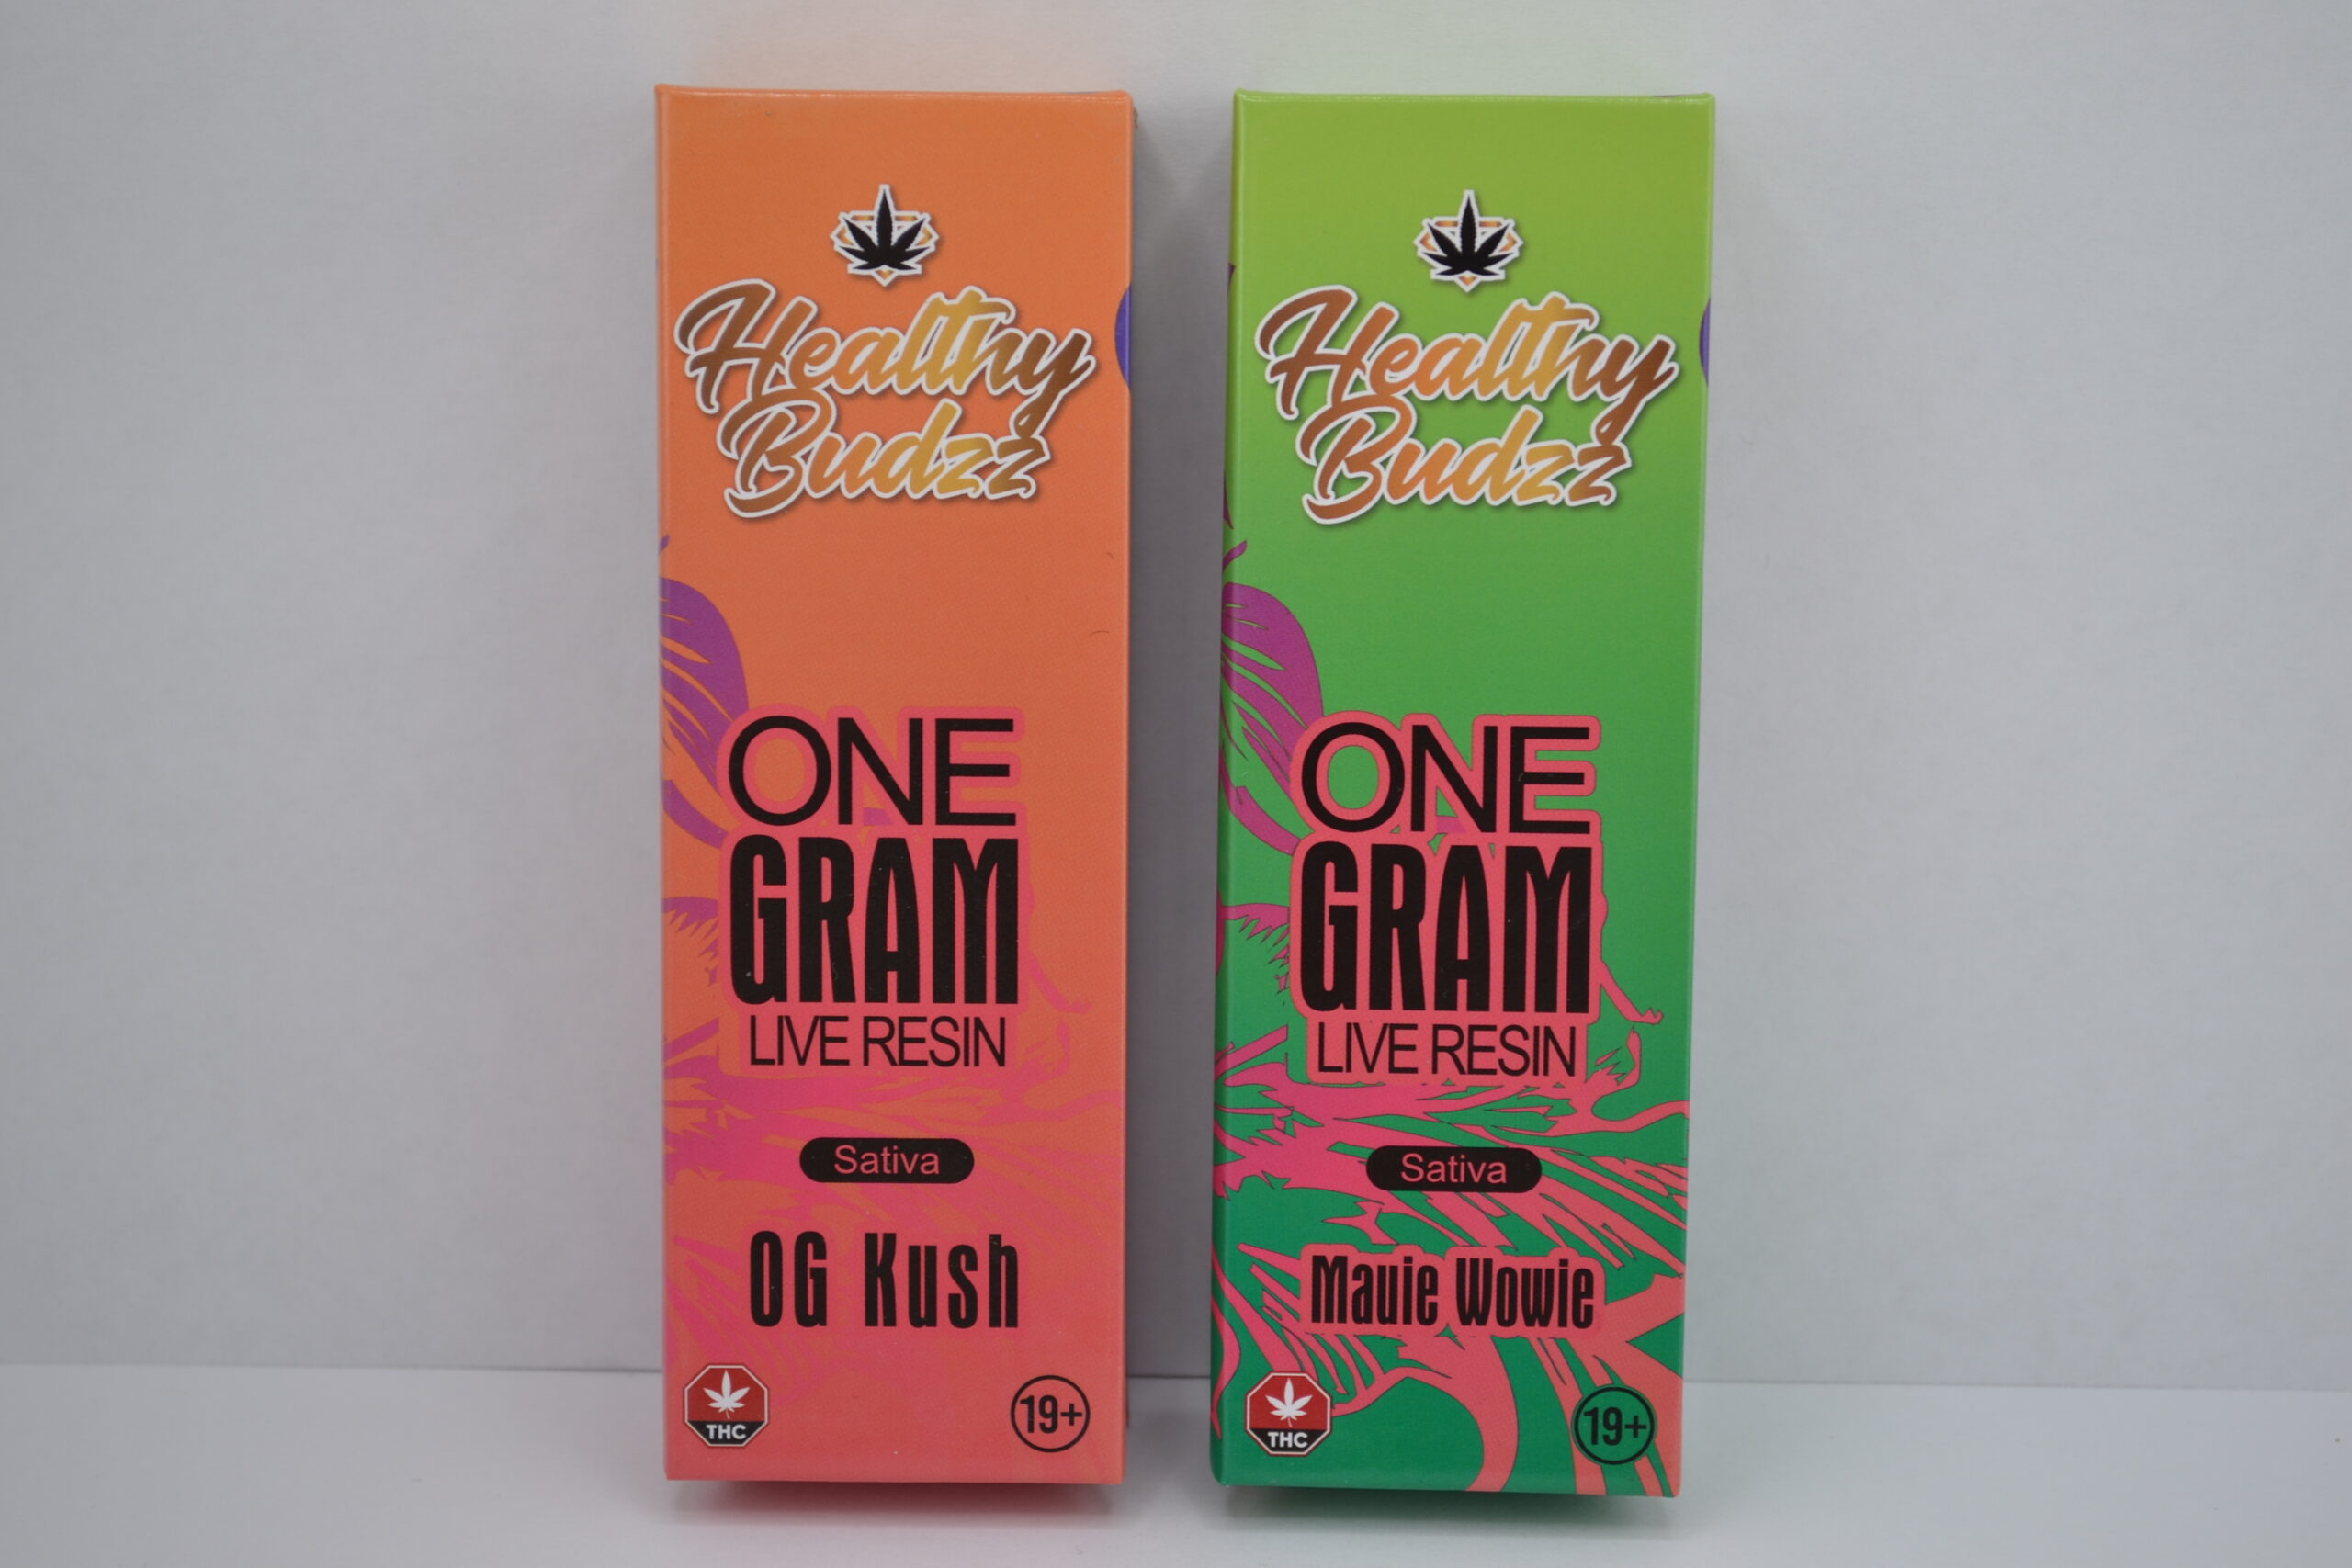 Healthy
Budzz
ONE
GRAM
LIVE RESIN
Sativa
OG Kush
THC
19+
Healthy
Budzz
ONE
GRAM
LIVE RESIN
Sativa
Mauie Wowie
THC
19+